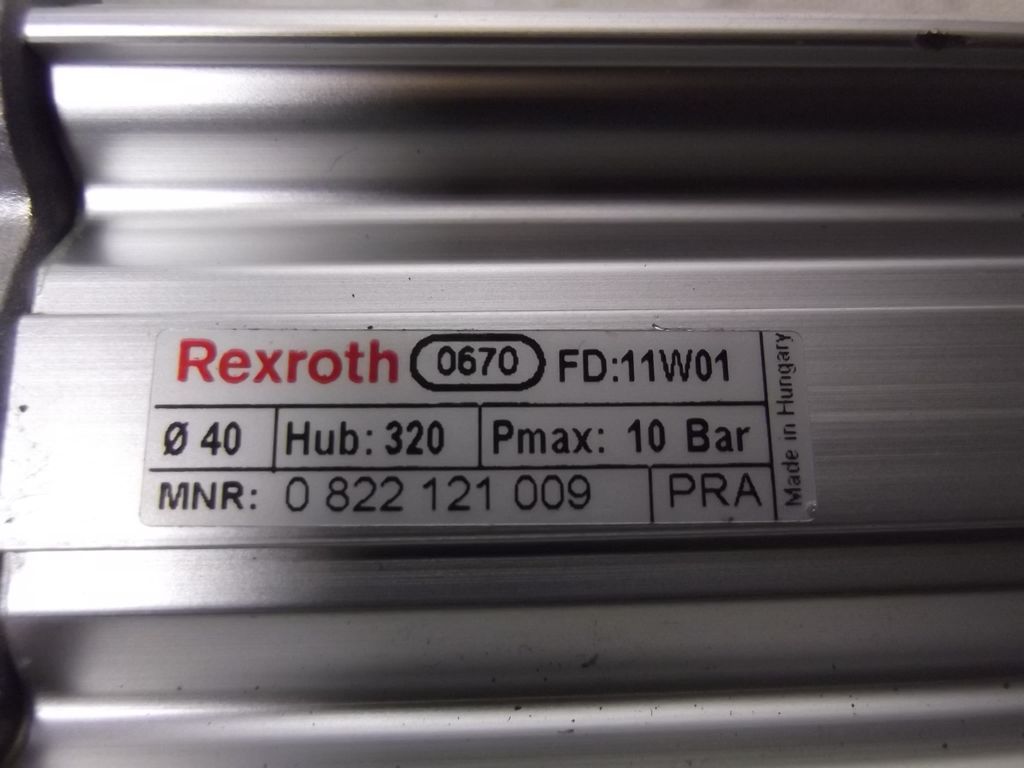 Rexroth 0670 FD:11W01
Ø 40 Hub: 320 Pmax: 10 Bar
MNR: 0 822 121 009 PRA
Made in Hungary